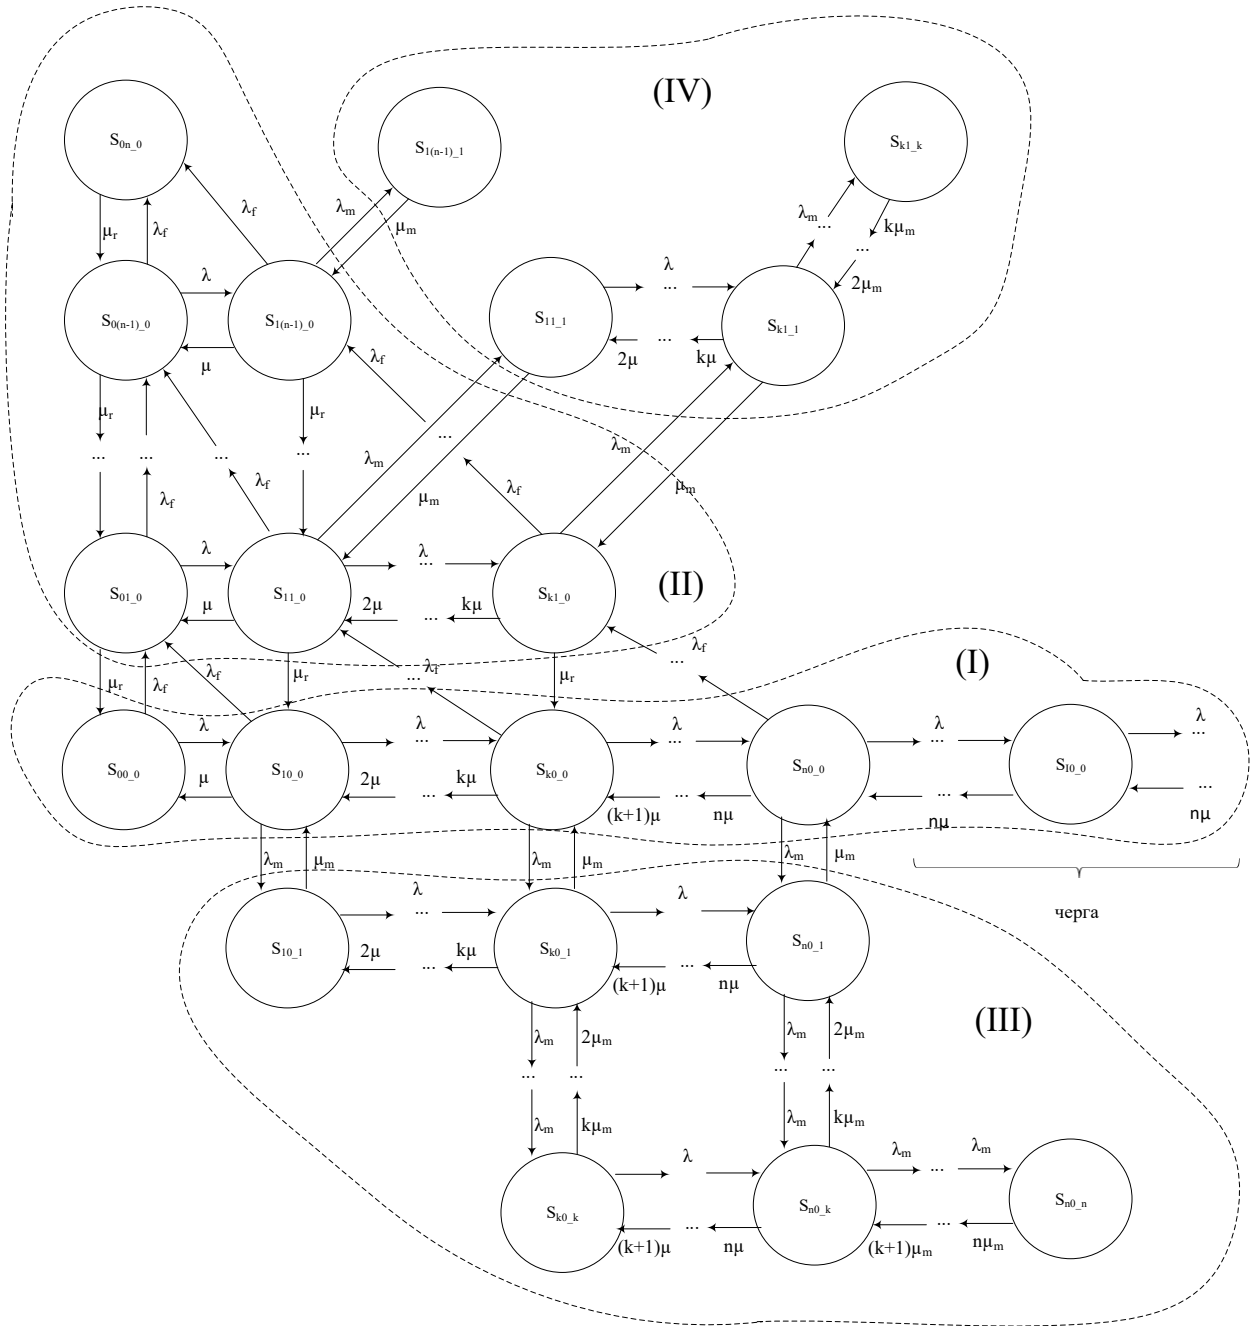 (IV)
S0n_0
S1(n-1)_1
Sk1_k
λf
λm
λm
μr
λf
μm
...
kμm
...
λ
λ
2μm
S0(n-1)_0
S1(n-1)_0
S11_1
...
Sk1_1
μ
λf
2μ
...
kμ
μr
μr
...
λm
...
...
...
...
λm
λf
λf
μm
λf
μm
λ
λ
λ
...
(II)
S01_0
S11_0
Sk1_0
μ
2μ
...
kμ
λf
(I)
μr
λf
λf
μr
...
λf
μr
...
λ
λ
...
λ
...
λ
...
λ
...
S00_0
S10_0
Sk0_0
Sn0_0
SI0_0
μ
2μ
...
kμ
(k+1)μ
...
nμ
nμ
...
...
nμ
λm
μm
λm
μm
λm
μm
λ
...
λ
черга
S10_1
2μ
...
kμ
Sk0_1
(k+1)μ
...
nμ
Sn0_1
(III)
λm
2μm
λm
2μm
...
...
...
...
λm
kμm
λm
kμm
λ
λm
...
λm
Sk0_k
Sn0_k
Sn0_n
(k+1)μ
...
nμ
(k+1)μm
...
nμm